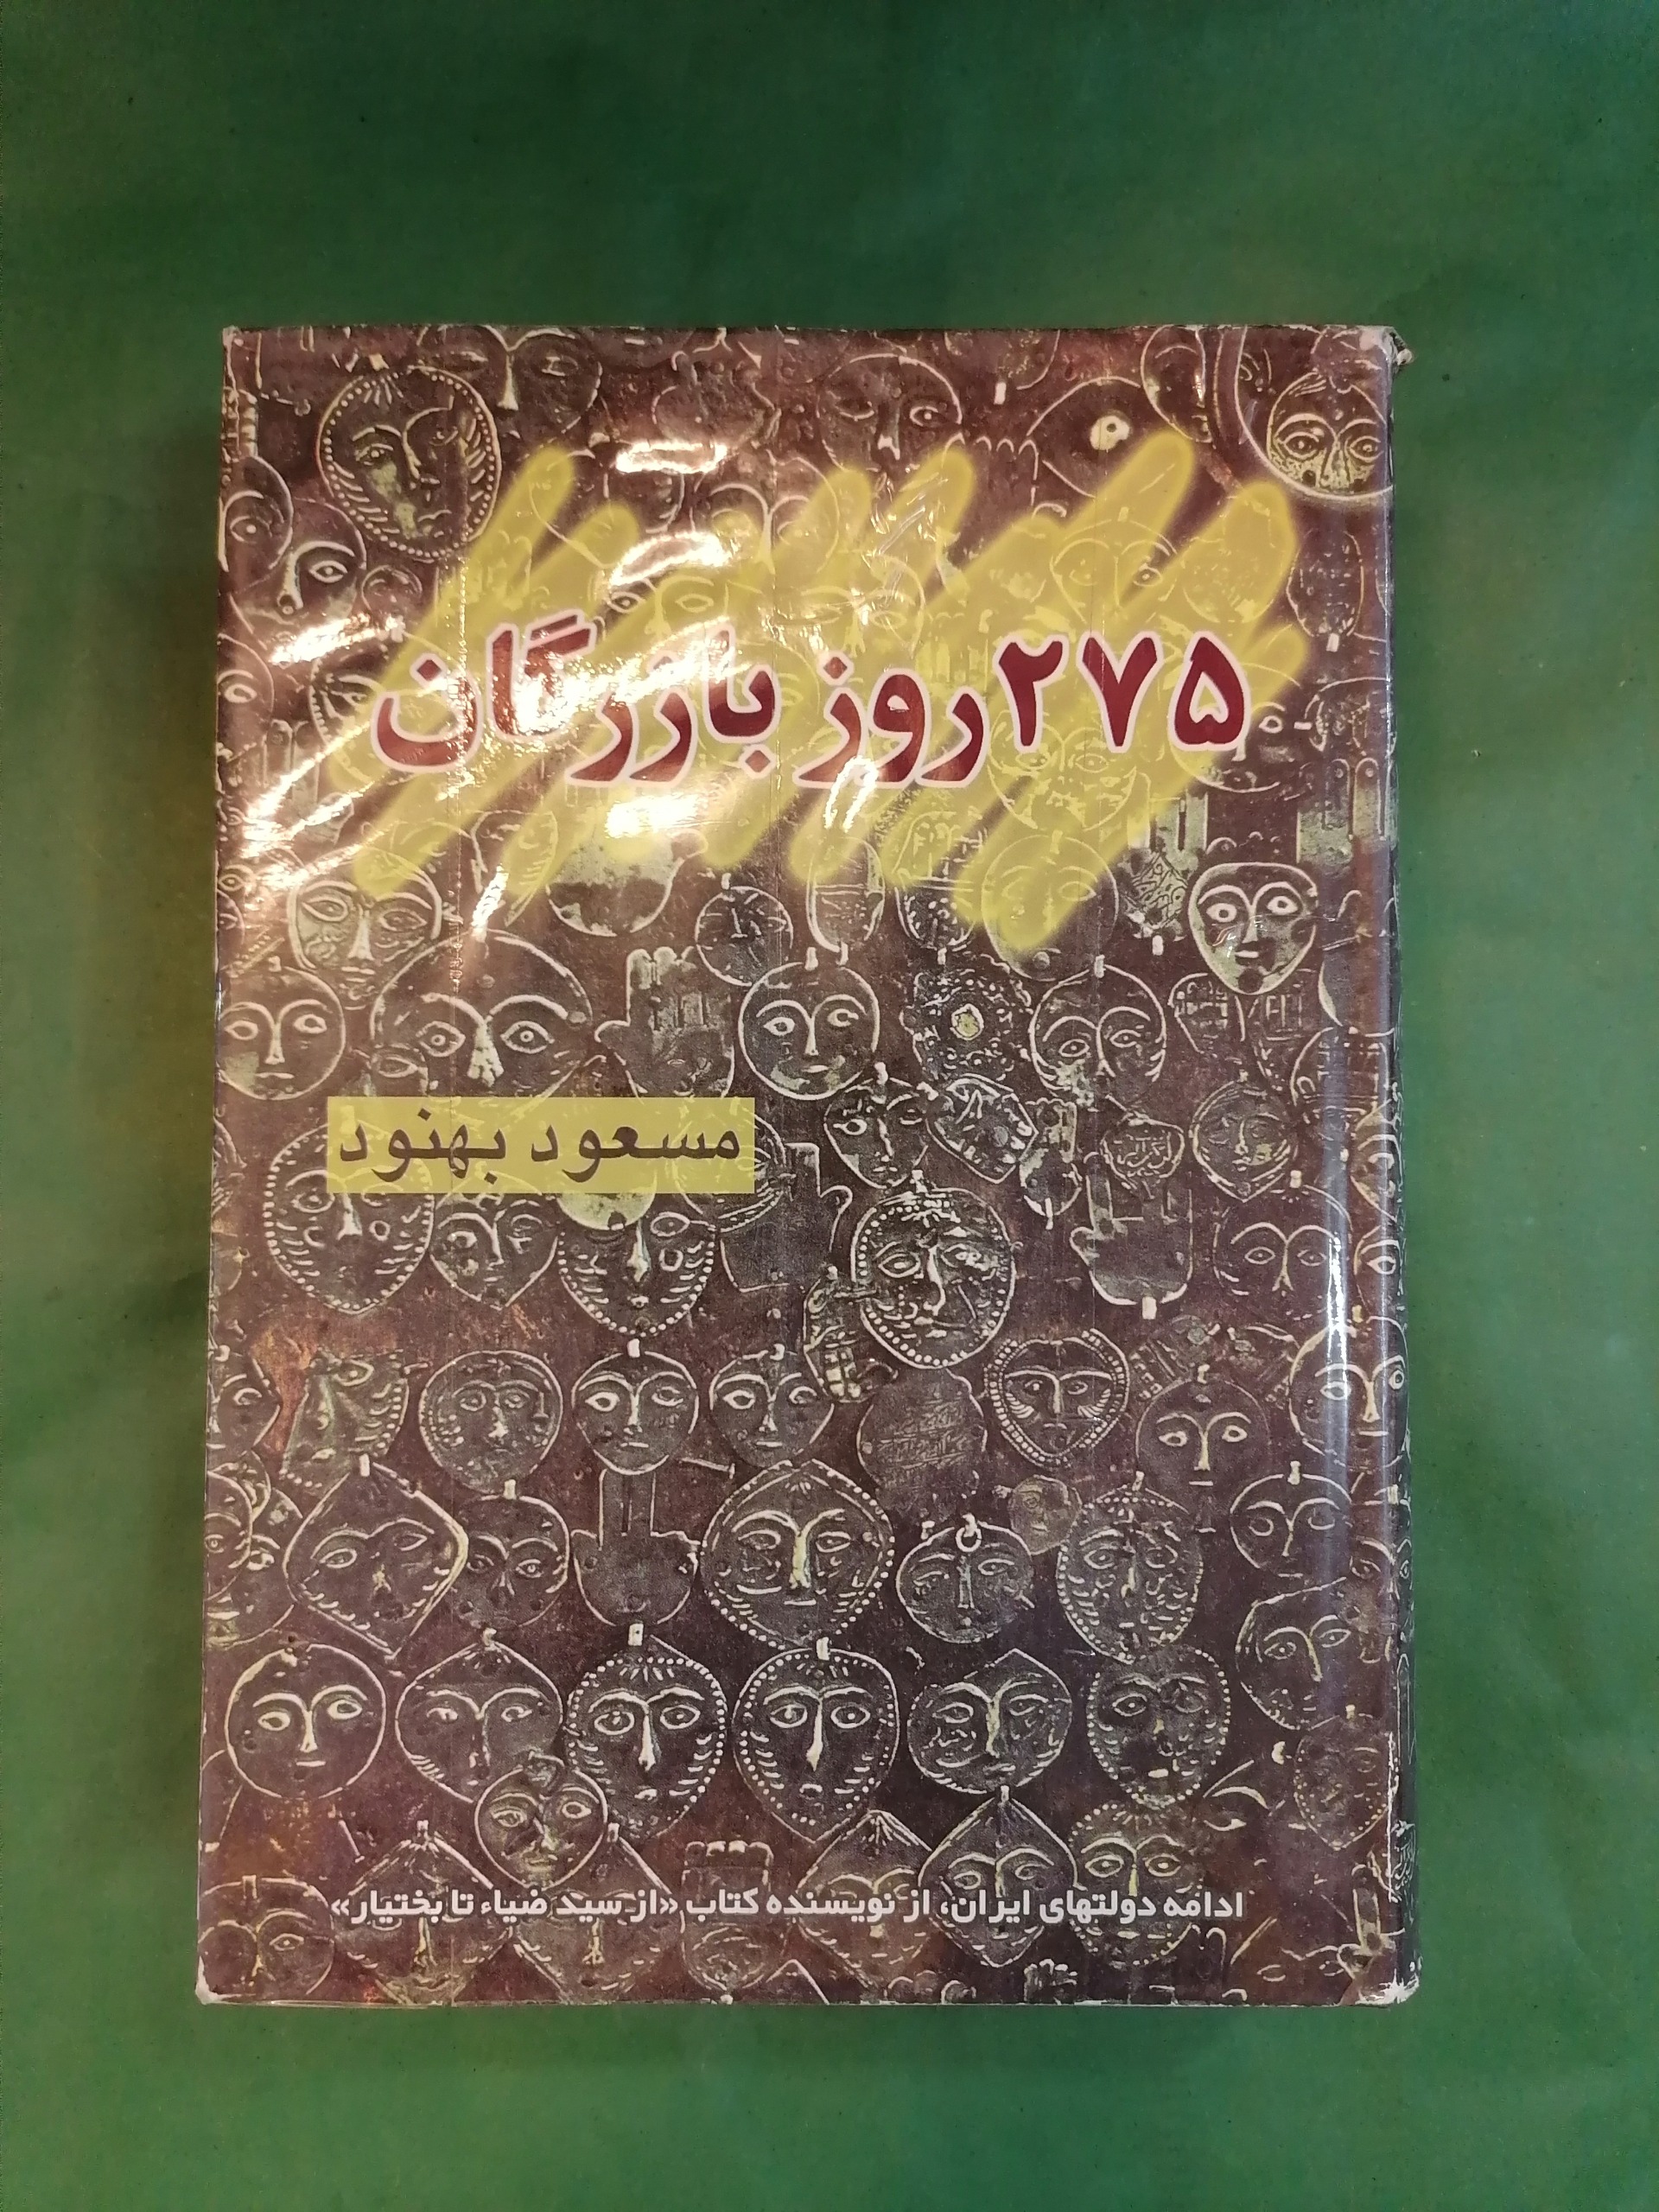 ۲۷۵ روز بازرگان
مسعود بهنود
ادامه دولتهای ایران، از نویسنده کتاب «از سید ضیاء تا بختیار»